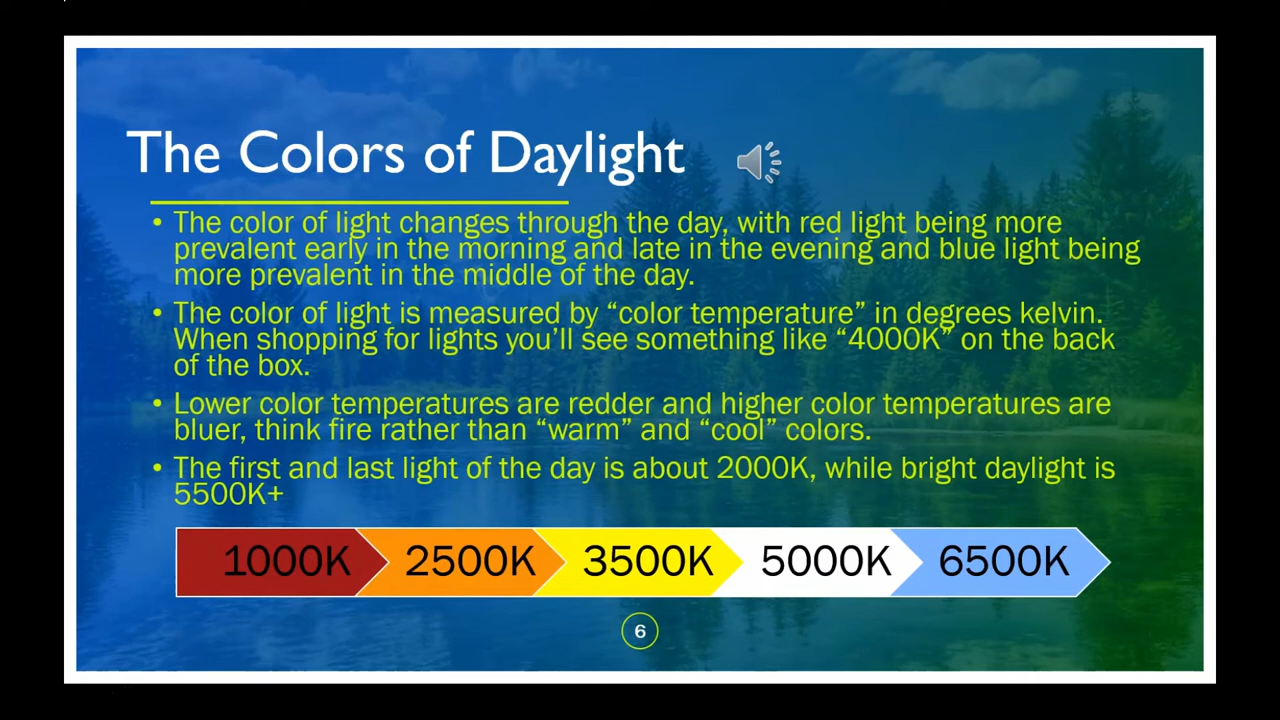 The Colors of Daylight
• The color of light changes through the day, with red light being more
prevalent early in the morning and late in the evening and blue light being
more prevalent in the middle of the day.
• The color of light is measured by “color temperature” in degrees kelvin.
When shopping for lights you’ll see something like “4000K” on the back
of the box.
• Lower color temperatures are redder and higher color temperatures are
bluer, think fire rather than “warm” and “cool” colors.
• The first and last light of the day is about 2000K, while bright daylight is
5500K+
1000K 2500K 3500K 5000K 6500K
6